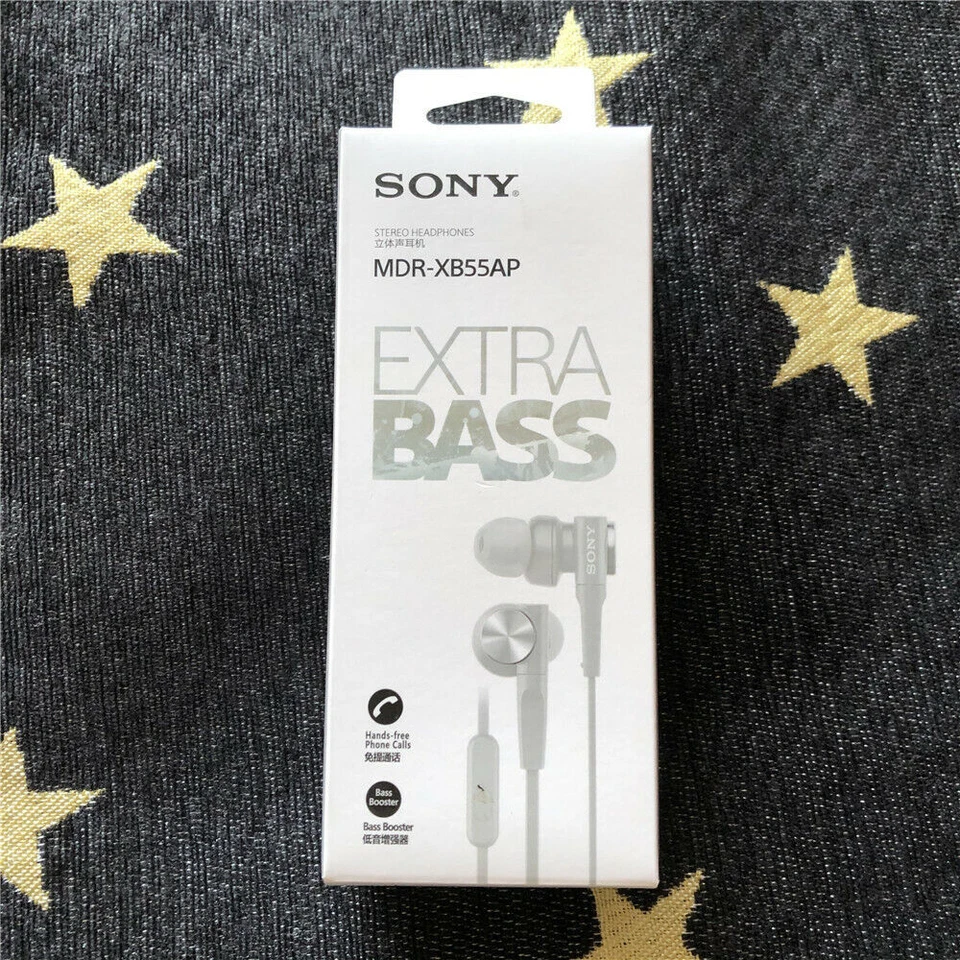 SONY®
STEREO HEADPHONES
立体声耳机
MDR-XB55AP
EXTRA
BASS
SONY
Hands-free
Phone Calls
免提通话
Bass
Booster
Bass Booster
低音增强器